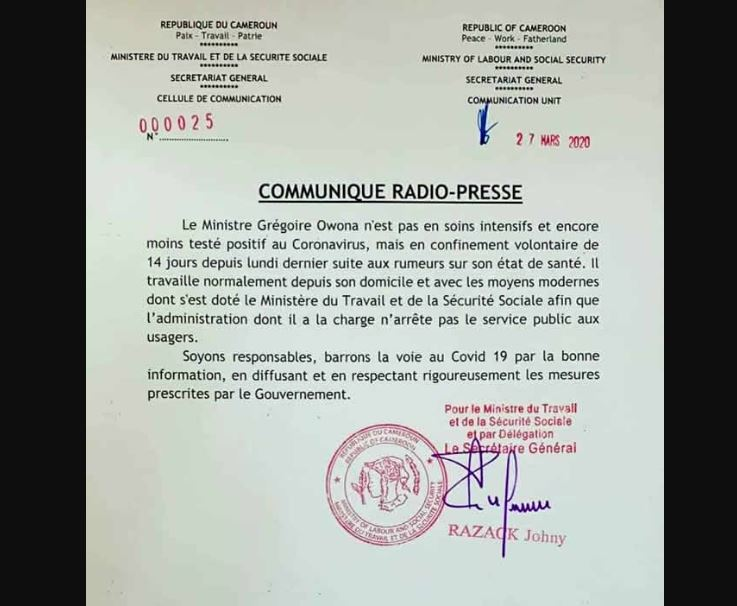 REPUBLIQUE DU CAMEROUN
Paix - Travail - Patrie
**********
MINISTERE DU TRAVAIL ET DE LA SECURITE SOCIALE
**********
SECRETARIAT GENERAL
**********
CELLULE DE COMMUNICATION
000025
N°........................
REPUBLIC OF CAMEROON
Peace - Work - Fatherland
**********
MINISTRY OF LABOUR AND SOCIAL SECURITY
**********
SECRETARIAT GENERAL
**********
COMMUNICATION UNIT
27 MARS 2020
COMMUNIQUE RADIO-PRESSE
Le Ministre Grégoire Owona n'est pas en soins intensifs et encore
moins testé positif au Coronavirus, mais en confinement volontaire de
14 jours depuis lundi dernier suite aux rumeurs sur son état de santé. Il
travaille normalement depuis son domicile et avec les moyens modernes
dont s'est doté le Ministère du Travail et de la Sécurité Sociale afin que
l'administration dont il a la charge n'arrête pas le service public aux
usagers.
Soyons responsables, barrons la voie au Covid 19 par la bonne
information, en diffusant et en respectant rigoureusement les mesures
prescrites par le Gouvernement.
Pour le Ministre du Travail
et de la Sécurité Sociale
et par Délégation
Le Secrétaire Général
REPUBLIQUE DU CAMEROUN
REPUBLIC OF CAMEROON
MINISTRY OF LABOUR AND SOCIAL SECURITY
MINISTERE DU TRAVAIL ET DE LA SECURITE SOCIALE
RAZACK Johny